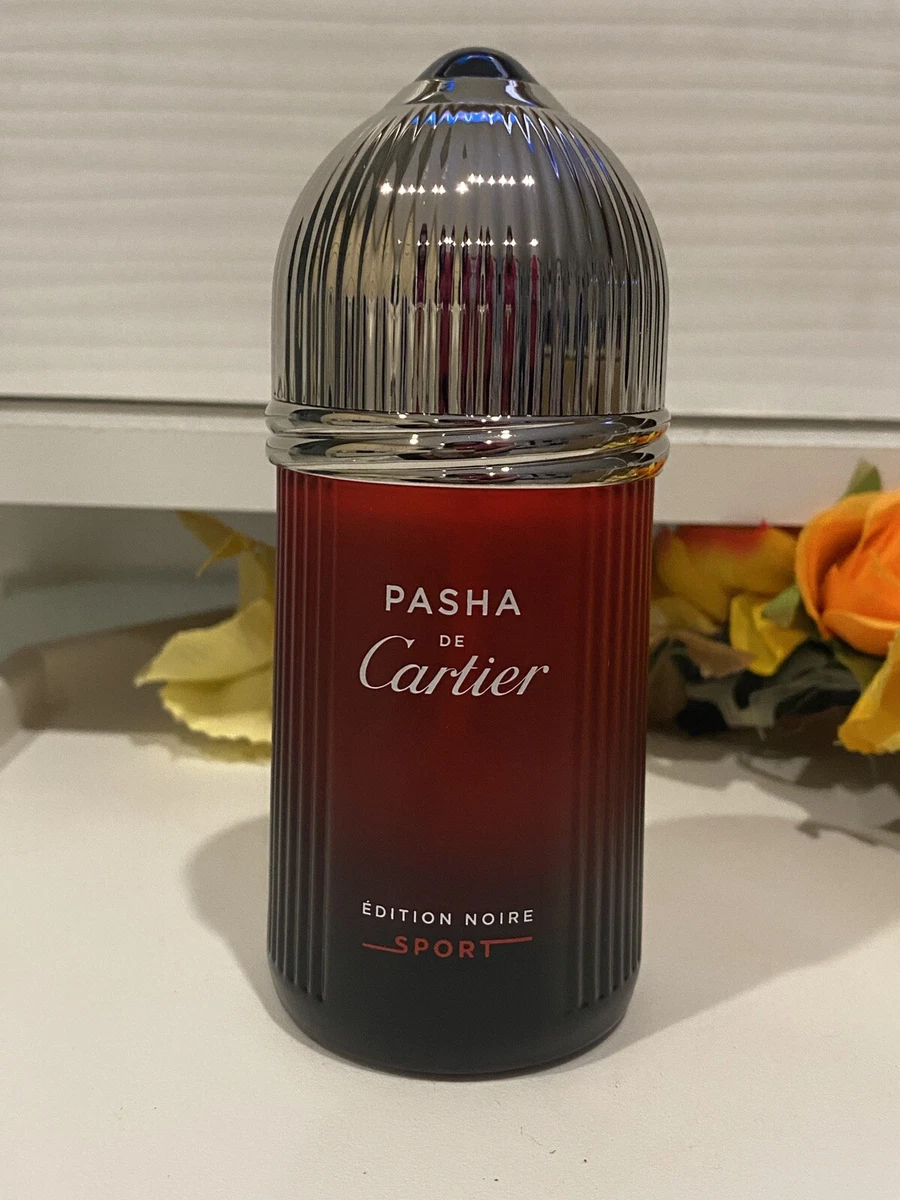 PASHA
DE
Cartier
ÉDITION NOIRE
SPORT